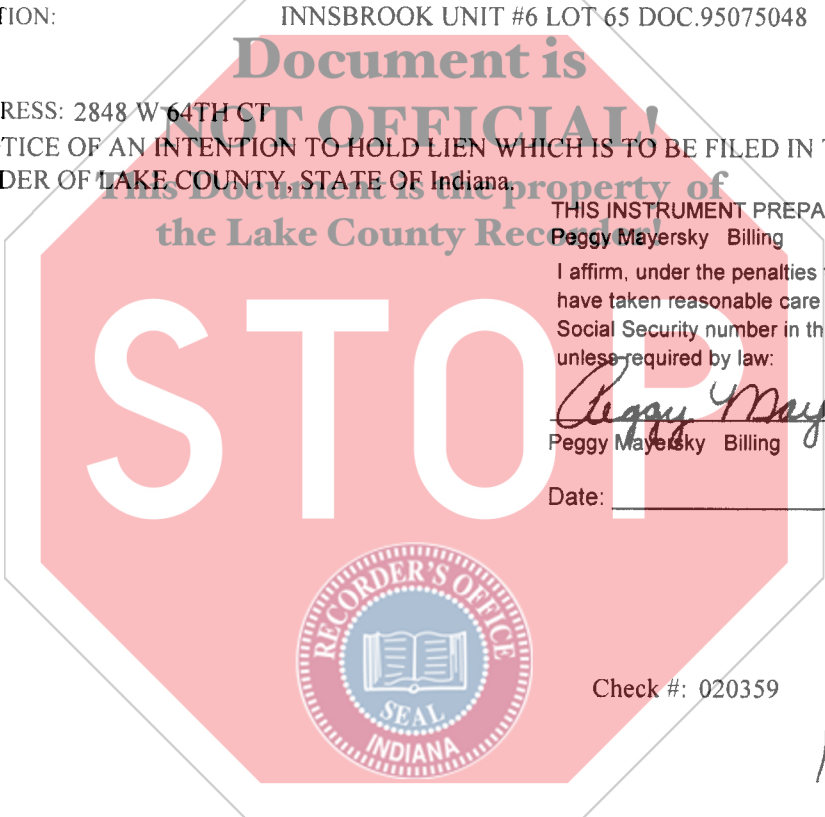 TION: INNSBROOK UNIT #6 LOT 65 DOC.95075048
Document is
RESS: 2848 W 64TH CT
NOT OFFICIAL!
TICE OF AN INTENTION TO HOLD LIEN WHICH IS TO BE FILED IN T
DER OF LAKE COUNTY, STATE OF Indiana.
This Document is the property of
the Lake County Recorder!
THIS INSTRUMENT PREPA
Peggy Mayersky Billing
I affirm, under the penalties
have taken reasonable care
Social Security number in th
unless required by law:
Peggy May
Peggy Mayersky Billing
Date:
STOP
RECORDER'S OFFICE
SEAL
INDIANA
Check #: 020359